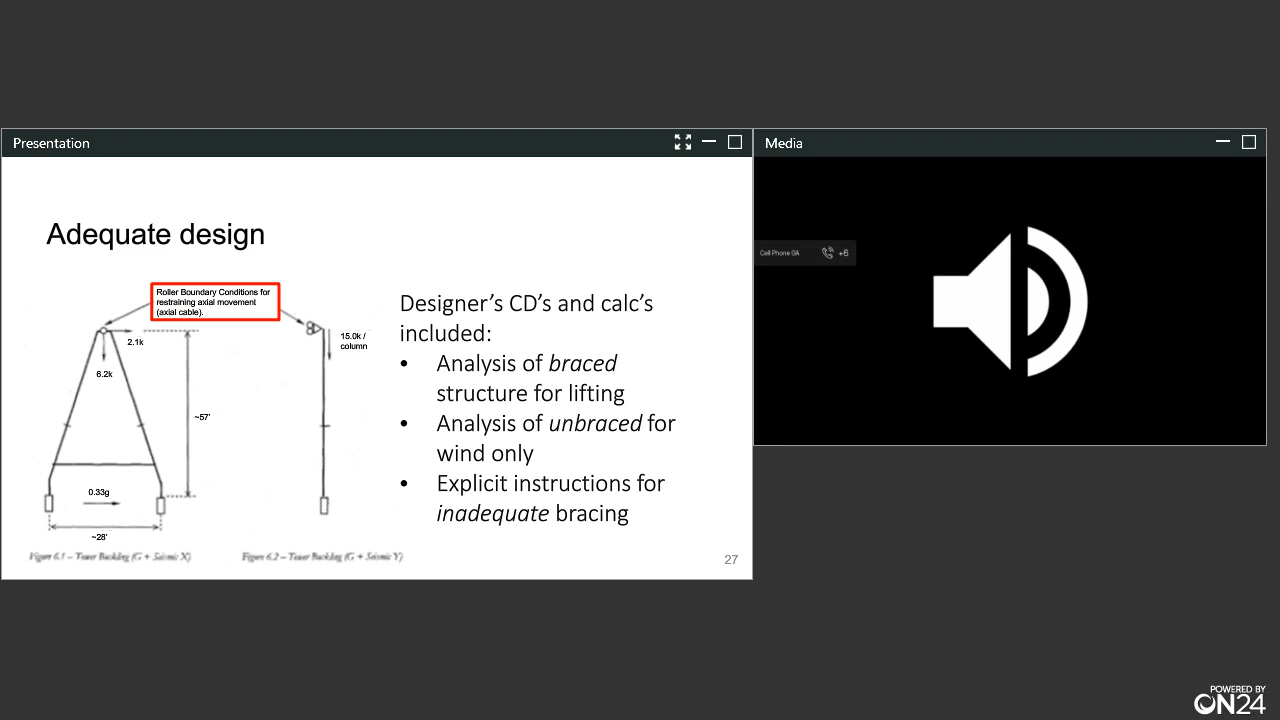 Presentation
Media
Adequate design
Roller Boundary Conditions for
restraining axial movement
(axial cable).
2.1k
6.2k
~57'
0.33g
~28'
15.0k /
column
Figure 6.1 – Tower Buckling (G + Seismic X)
Figure 6.2 – Tower Buckling (G + Seismic Y)
Designer's CD's and calc's
included:
• Analysis of braced
structure for lifting
• Analysis of unbraced for
wind only
• Explicit instructions for
inadequate bracing
27
Cell Phone GA
+6
POWERED BY
ON24